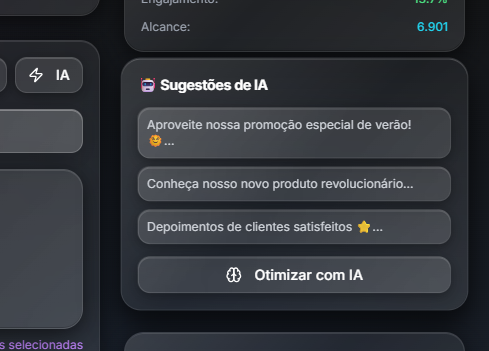 Engajamento:
Alcance: 6.901
IA
🤖 Sugestões de IA
Aproveite nossa promoção especial de verão!
🌞...
Conheça nosso novo produto revolucionário...
Depoimentos de clientes satisfeitos ⭐...
Otimizar com IA
selecionadas